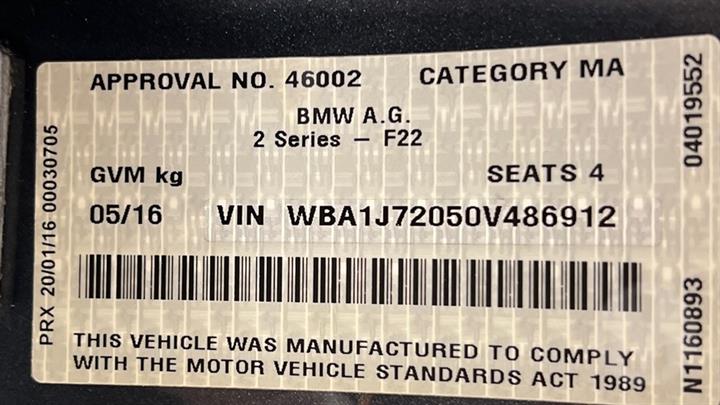 APPROVAL NO. 46002 CATEGORY MA
BMW A.G.
2 Series – F22
GVM kg SEATS 4
05/16 VIN WBA1J72050V486912
THIS VEHICLE WAS MANUFACTURED TO COMPLY
WITH THE MOTOR VEHICLE STANDARDS ACT 1989
PRX 20/01/16 00030705
04019552
N1160893